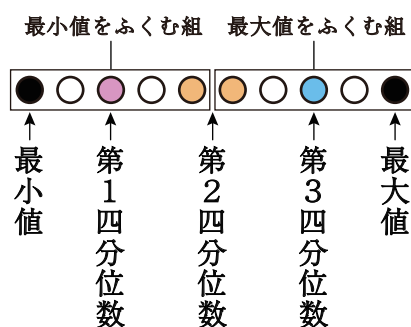 最小値をふくむ組
最大値をふくむ組
最小値
第1四分位数
第2四分位数
第3四分位数
最大値